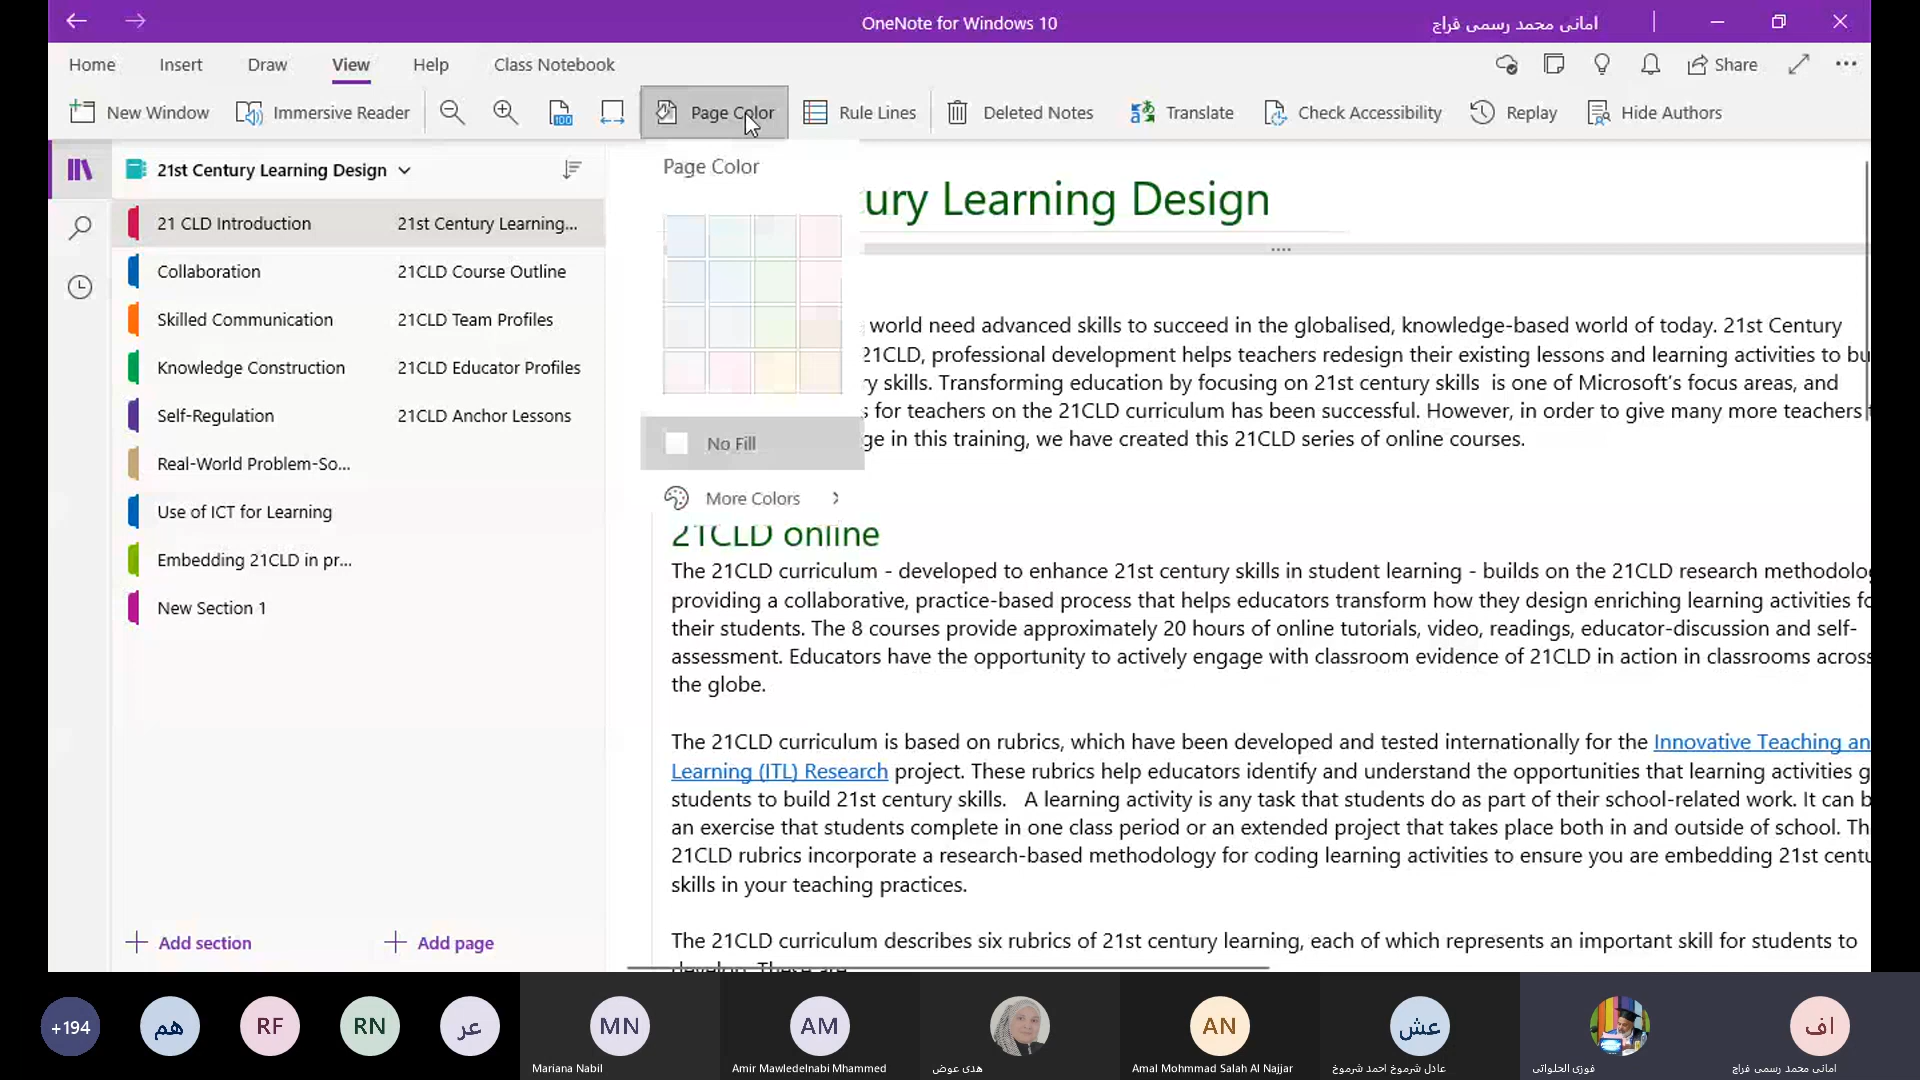 OneNote for Windows 10
امانى محمد رسمى فراج
Home Insert Draw View Help Class Notebook
Share
New Window Immersive Reader 100 Page Color Rule Lines Deleted Notes Translate Check Accessibility Replay Hide Authors
21st Century Learning Design
21 CLD Introduction
Collaboration
Skilled Communication
Knowledge Construction
Self-Regulation
Real-World Problem-So...
Use of ICT for Learning
Embedding 21CLD in pr...
New Section 1
Add section
21st Century Learning...
21CLD Course Outline
21CLD Team Profiles
21CLD Educator Profiles
21CLD Anchor Lessons
Add page
Page Color
No Fill
More Colors
ury Learning Design
world need advanced skills to succeed in the globalised, knowledge-based world of today. 21st Century
21CLD, professional development helps teachers redesign their existing lessons and learning activities to bu
ry skills. Transforming education by focusing on 21st century skills is one of Microsoft's focus areas, and
s for teachers on the 21CLD curriculum has been successful. However, in order to give many more teachers t
ge in this training, we have created this 21CLD series of online courses.
21CLD online
The 21CLD curriculum - developed to enhance 21st century skills in student learning - builds on the 21CLD research methodolog
providing a collaborative, practice-based process that helps educators transform how they design enriching learning activities fo
their students. The 8 courses provide approximately 20 hours of online tutorials, video, readings, educator-discussion and self-
assessment. Educators have the opportunity to actively engage with classroom evidence of 21CLD in action in classrooms across
the globe.
The 21CLD curriculum is based on rubrics, which have been developed and tested internationally for the Innovative Teaching an
Learning (ITL) Research project. These rubrics help educators identify and understand the opportunities that learning activities g
students to build 21st century skills. A learning activity is any task that students do as part of their school-related work. It can b
an exercise that students complete in one class period or an extended project that takes place both in and outside of school. Th
21CLD rubrics incorporate a research-based methodology for coding learning activities to ensure you are embedding 21st centu
skills in your teaching practices.
The 21CLD curriculum describes six rubrics of 21st century learning, each of which represents an important skill for students to
develop. These are
+194 هم RF RN عر MN AM AN عش اف
Mariana Nabil
Amir Mawledelnabi Mhammed
هدى عوض
Amal Mohmmad Salah Al Najjar
عادل شرموخ احمد شرموخ
فوزى الحلواتى
امانى محمد رسمى فراج